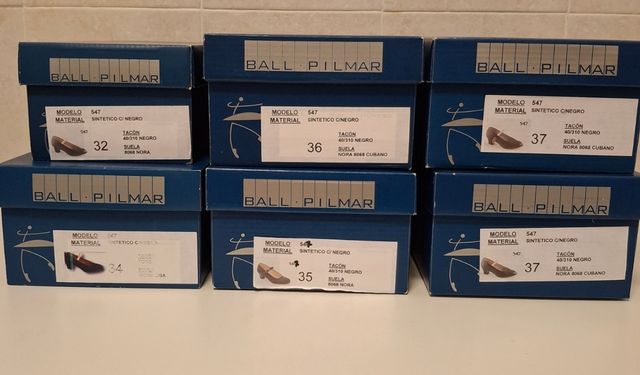 BALL · PILMAR
MODELO 547
MATERIAL SINTETICO C/ NEGRO
547
TACÓN
40/310 NEGRO
32
SUELA
8068 NORA
BALL · PILMAR
MODELO 547
MATERIAL SINTETICO C/NEGRO
TACÓN
40/310 NEGRO
36
SUELA
NORA 8068 CUBANO
BALL · PILMAR
MODELO 547
MATERIAL SINTETICO C/NEGRO
547
TACÓN
40/310 NEGRO
37
SUELA
NORA 8068 CUBANO
BALL · PILMAR
MODELO 547
MATERIAL SINTETICO
34
BALL · PILMAR
MODELO
MATERIAL SINTETICO C/ NEGRO
TACÓN
40/310 NEGRO
35
SUELA
8068 NORA
BALL · PILMAR
MODELO 547
MATERIAL SINTETICO C/NEGRO
547
TACÓN
40/310 NEGRO
37
SUELA
NORA 8068 CUBANO